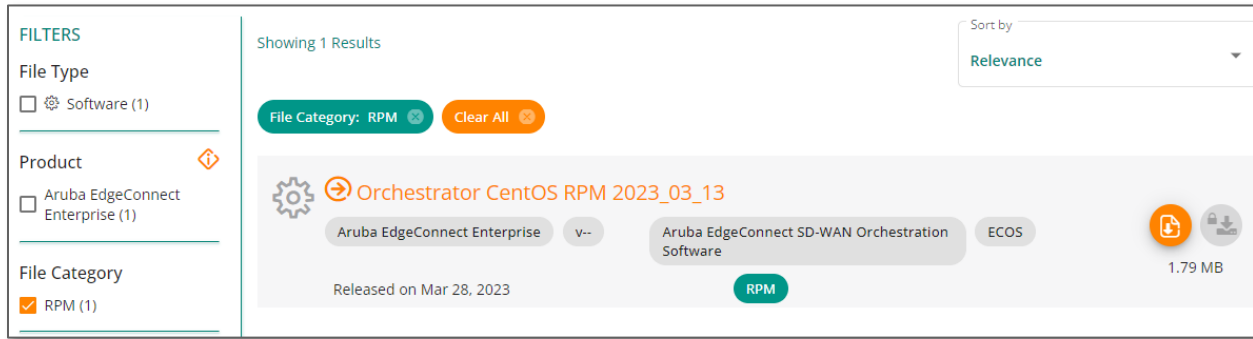 FILTERS
File Type
Software (1)
Product
Aruba EdgeConnect
Enterprise (1)
File Category
RPM (1)
Showing 1 Results
Sort by
Relevance
File Category: RPM
Clear All
Orchestrator CentOS RPM 2023_03_13
Aruba EdgeConnect Enterprise
v--
Aruba EdgeConnect SD-WAN Orchestration
Software
ECOS
1.79 MB
Released on Mar 28, 2023
RPM